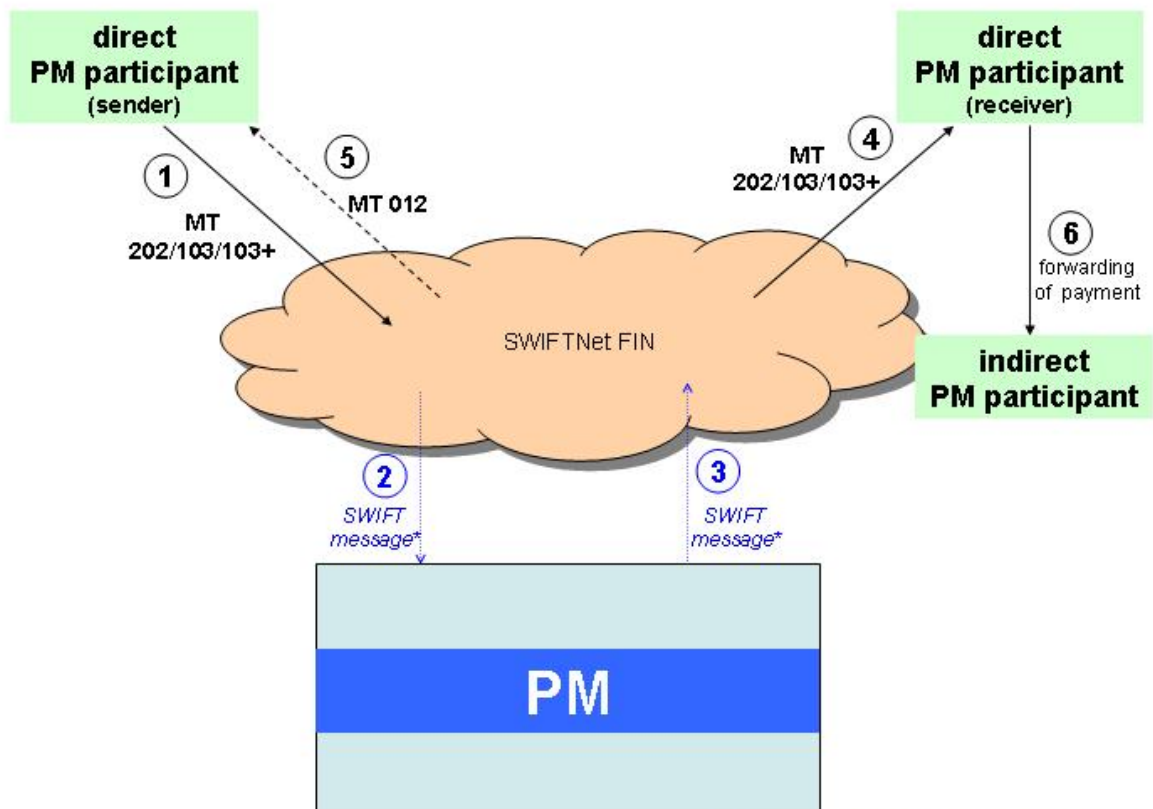 direct
PM participant
(sender)
direct
PM participant
(receiver)
1
MT
202/103/103+
5
MT 012
4
MT
202/103/103+
6
forwarding
of payment
SWIFTNet FIN
indirect
PM participant
2
SWIFT
message*
3
SWIFT
message*
PM